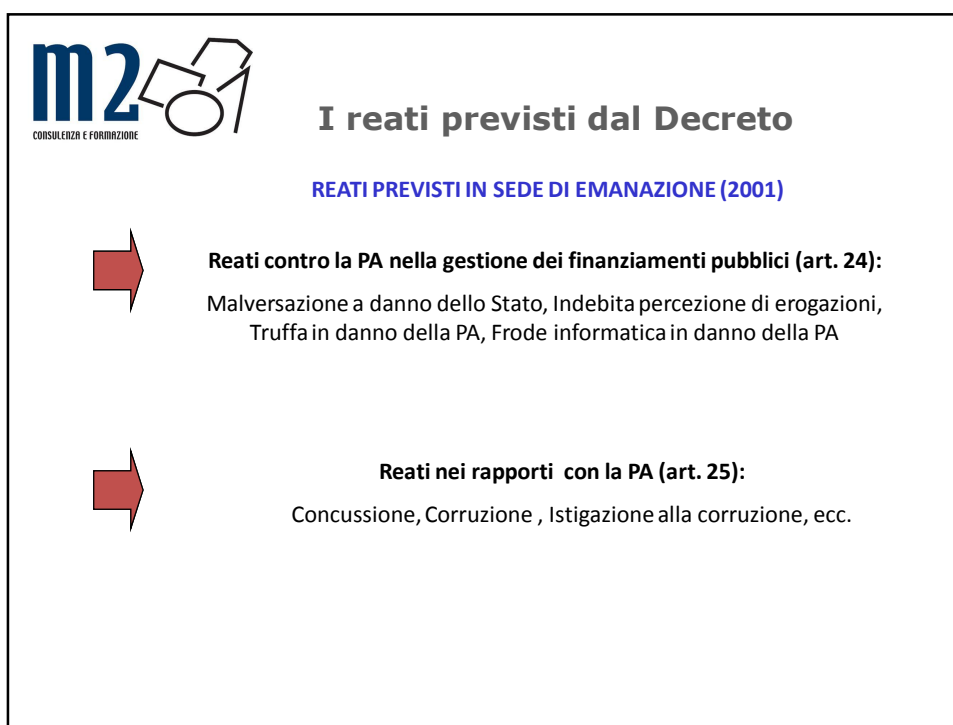 m2
CONSULENZA E FORMAZIONE
I reati previsti dal Decreto
REATI PREVISTI IN SEDE DI EMANAZIONE (2001)
Reati contro la PA nella gestione dei finanziamenti pubblici (art. 24):
Malversazione a danno dello Stato, Indebita percezione di erogazioni,
Truffa in danno della PA, Frode informatica in danno della PA
Reati nei rapporti con la PA (art. 25):
Concussione, Corruzione , Istigazione alla corruzione, ecc.